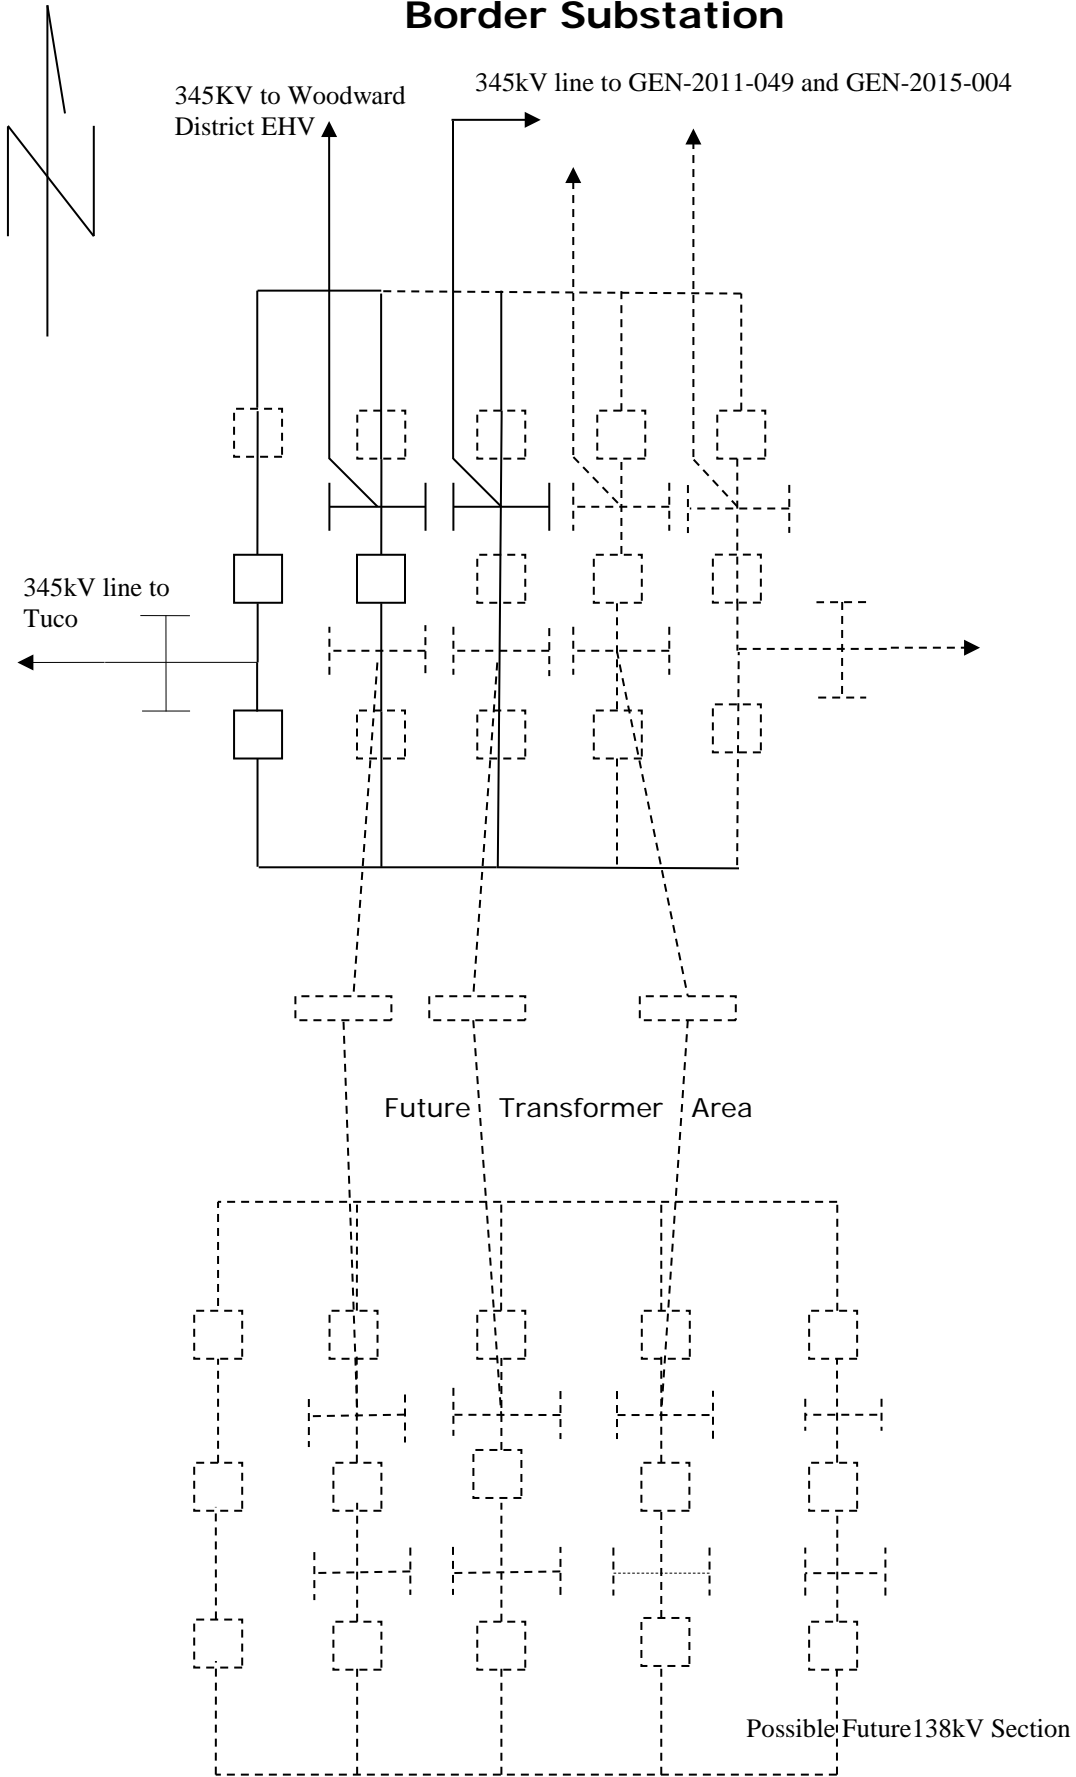 Border Substation
345kV line to GEN-2011-049 and GEN-2015-004
345KV to Woodward
District EHV
345kV line to
Tuco
Future Transformer Area
Possible Future138kV Section